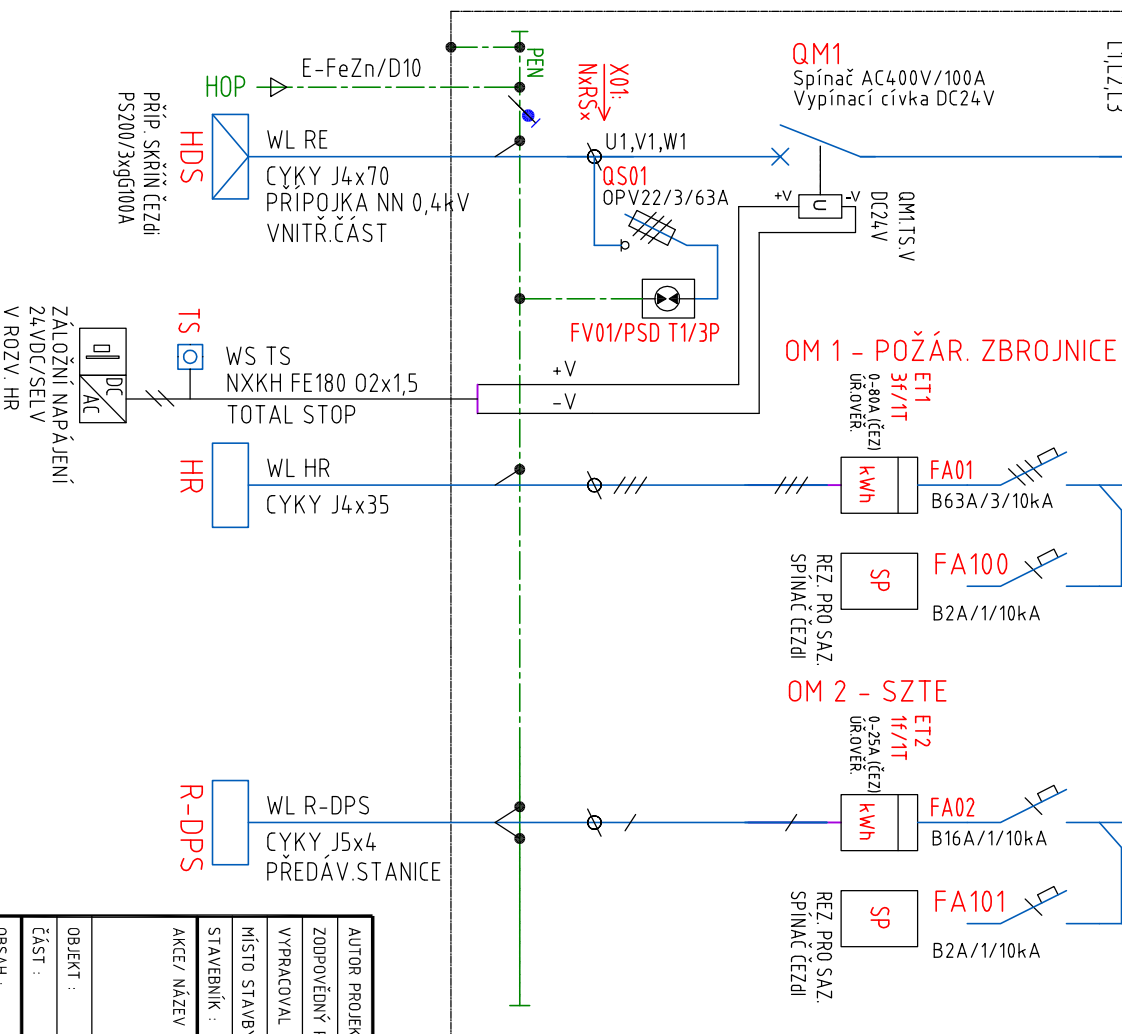 PEN
E-FeZn/D10
HOP
PŘÍP. SKŘÍŇ ČEZdi
PS200/3xgG100A
HDS
WL RE
CYKY J4x70
PŘÍPOJKA NN 0,4kV
VNITŘ.ČÁST
X01:
NxRSx
U1,V1,W1
QS01
OPV22/3/63A
QM1
Spínač AC400V/100A
Vypínací cívka DC24V
L1,L2,L3
+V
U
-V
QM1.TS.V
DC24V
FV01/PSD T1/3P
TS
WS TS
NXKH FE180 O2x1,5
TOTAL STOP
+V
-V
DC
AC
ZÁLOŽNÍ NAPÁJENÍ
24VDC/SELV
V ROZV. HR
OM 1 - POŽÁR. ZBROJNICE
ET1
3f/1T
0-80A (ČEZ)
ÚŘ.OVĚŘ.
HR
WL HR
CYKY J4x35
kWh
FA01
B63A/3/10kA
SP
FA100
B2A/1/10kA
REZ. PRO SAZ.
SPÍNAČ ČEZdI
OM 2 - SZTE
ET2
1f/1T
0-25A (ČEZ)
ÚŘ.OVĚŘ.
R-DPS
WL R-DPS
CYKY J5x4
PŘEDÁV.STANICE
kWh
FA02
B16A/1/10kA
SP
FA101
B2A/1/10kA
REZ. PRO SAZ.
SPÍNAČ ČEZdI
AUTOR PROJEK
ZODPOVĚDNÝ
VYPRACOVAL
MÍSTO STAVBY
STAVEBNÍK :
AKCE/ NÁZEV
OBJEKT :
ČÁST :
OBSAH :